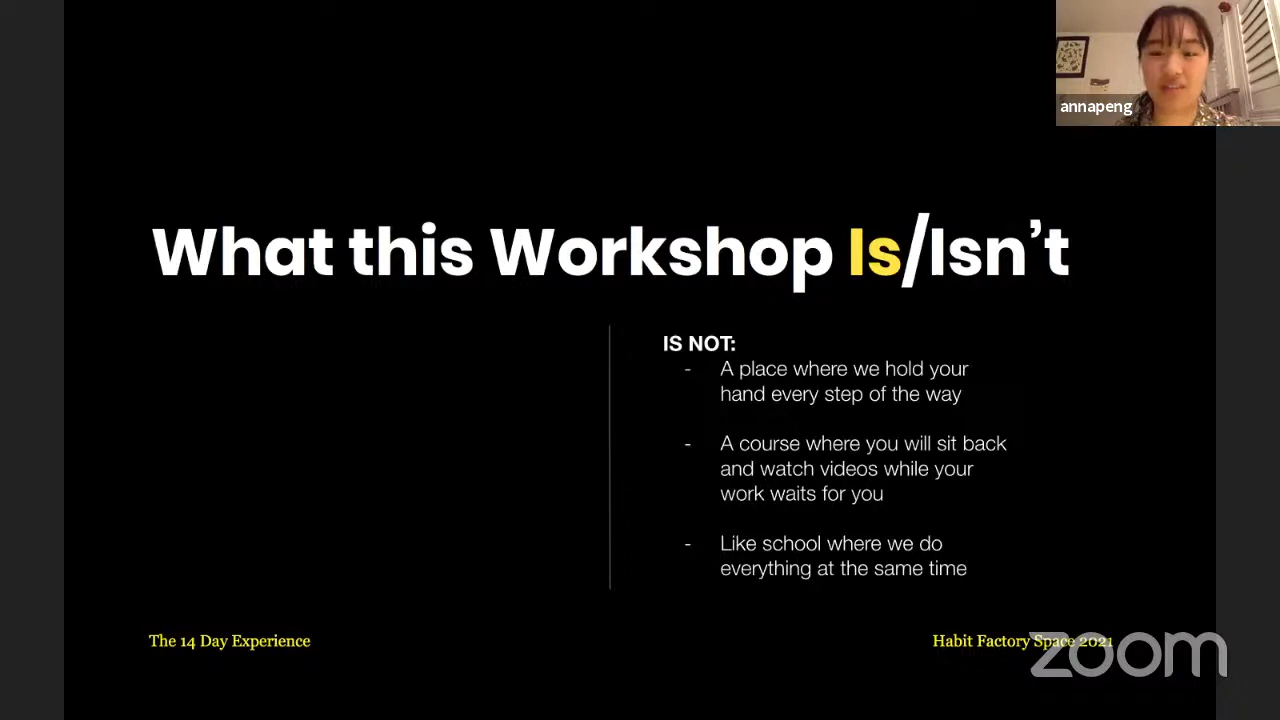 annapeng
What this Workshop Is/Isn’t
IS NOT:
- A place where we hold your
hand every step of the way
- A course where you will sit back
and watch videos while your
work waits for you
- Like school where we do
everything at the same time
The 14 Day Experience
Habit Factory Space 2021
zoom